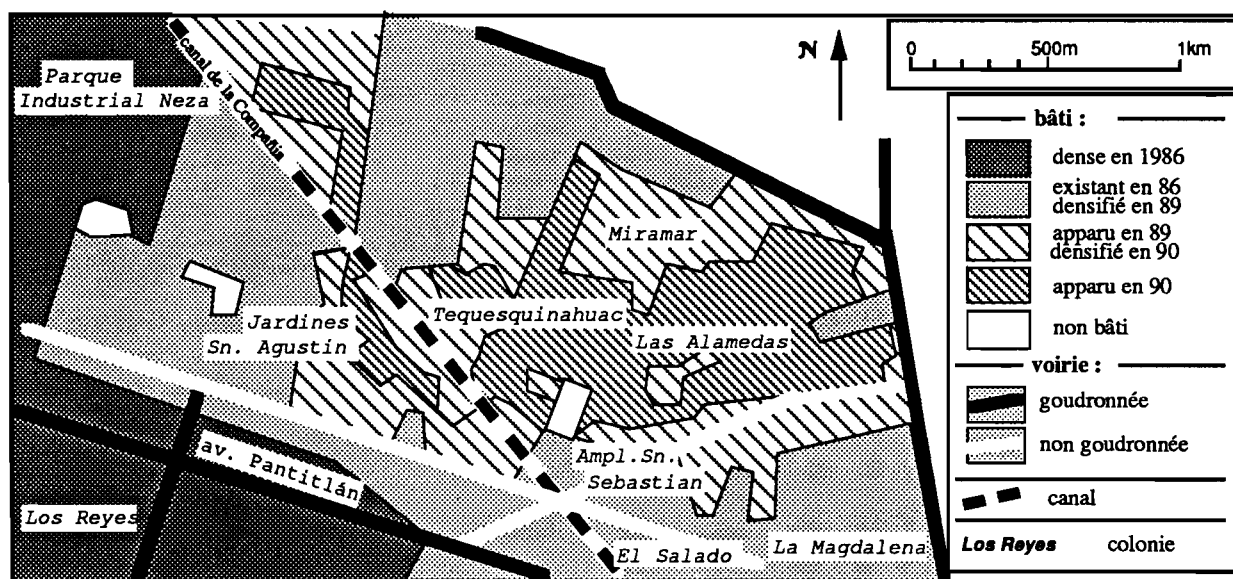 Parque
Industrial Neza
canal de la Compañia
Miramar
Jardines
Sn. Agustin
Tequesquinahuac
Las Alamedas
Ampl.Sn.
Sebastian
av. Pantitlán
Los Reyes
El Salado
La Magdalena
N
0 500m 1km
bâti :
dense en 1986
existant en 86
densifié en 89
apparu en 89
densifié en 90
apparu en 90
non bâti
voirie :
goudronnée
non goudronnée
canal
Los Reyes colonie